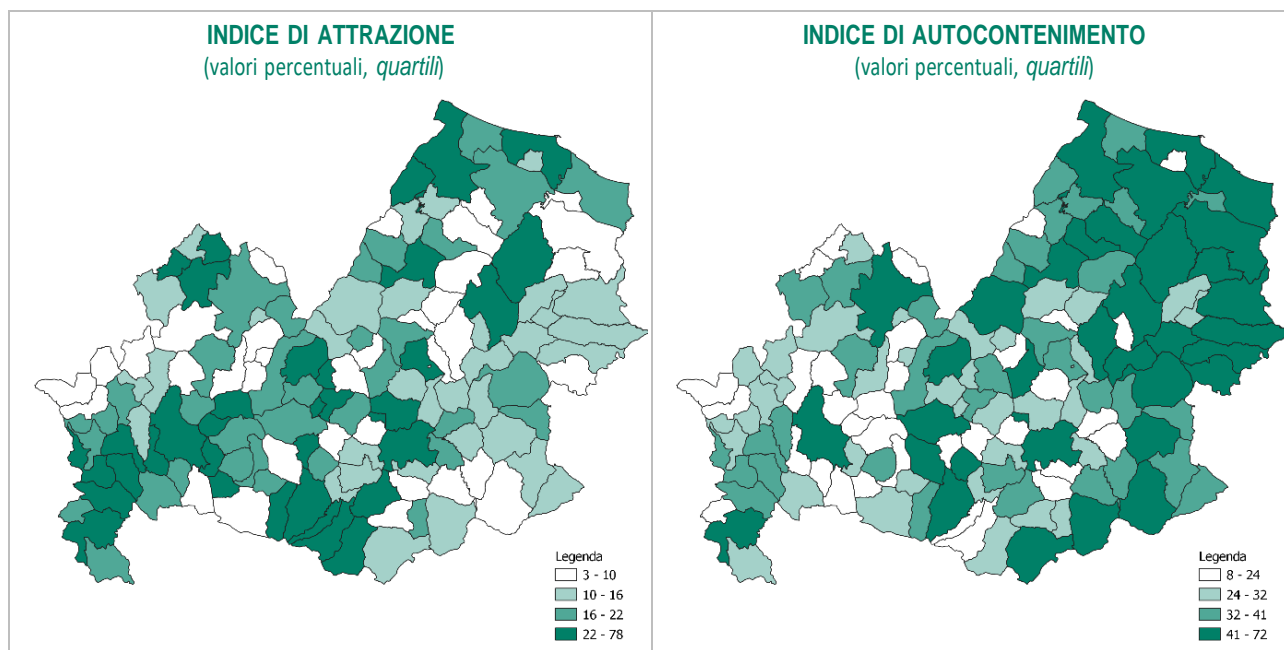 INDICE DI ATTRAZIONE
(valori percentuali, quartili)
Legenda
3 - 10
10 - 16
16 - 22
22 - 78
INDICE DI AUTOCONTENIMENTO
(valori percentuali, quartili)
Legenda
8 - 24
24 - 32
32 - 41
41 - 72